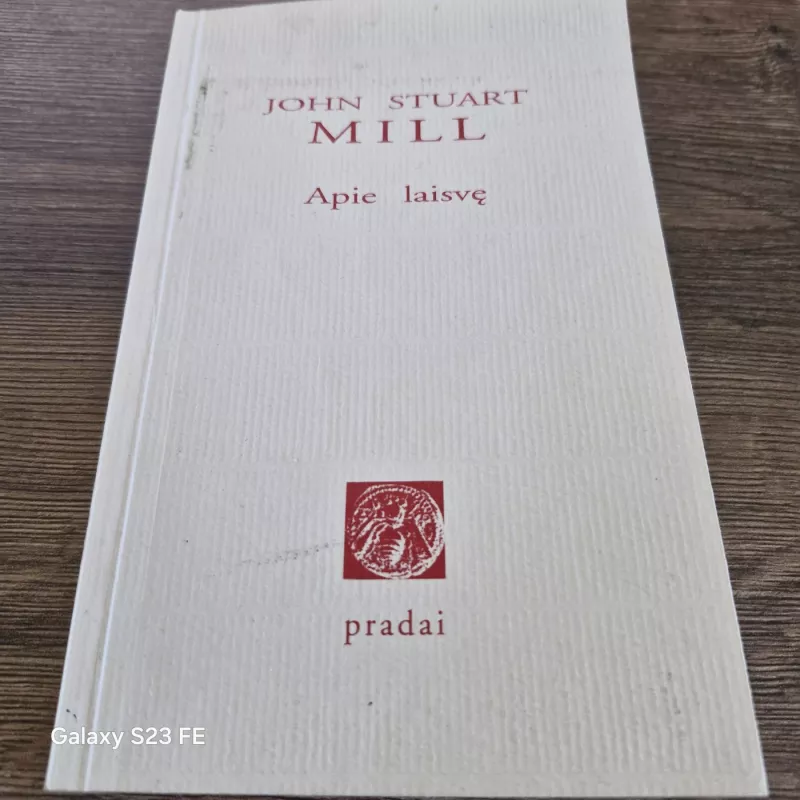 JOHN STUART
MILL
Apie laisvę
pradai
Galaxy S23 FE